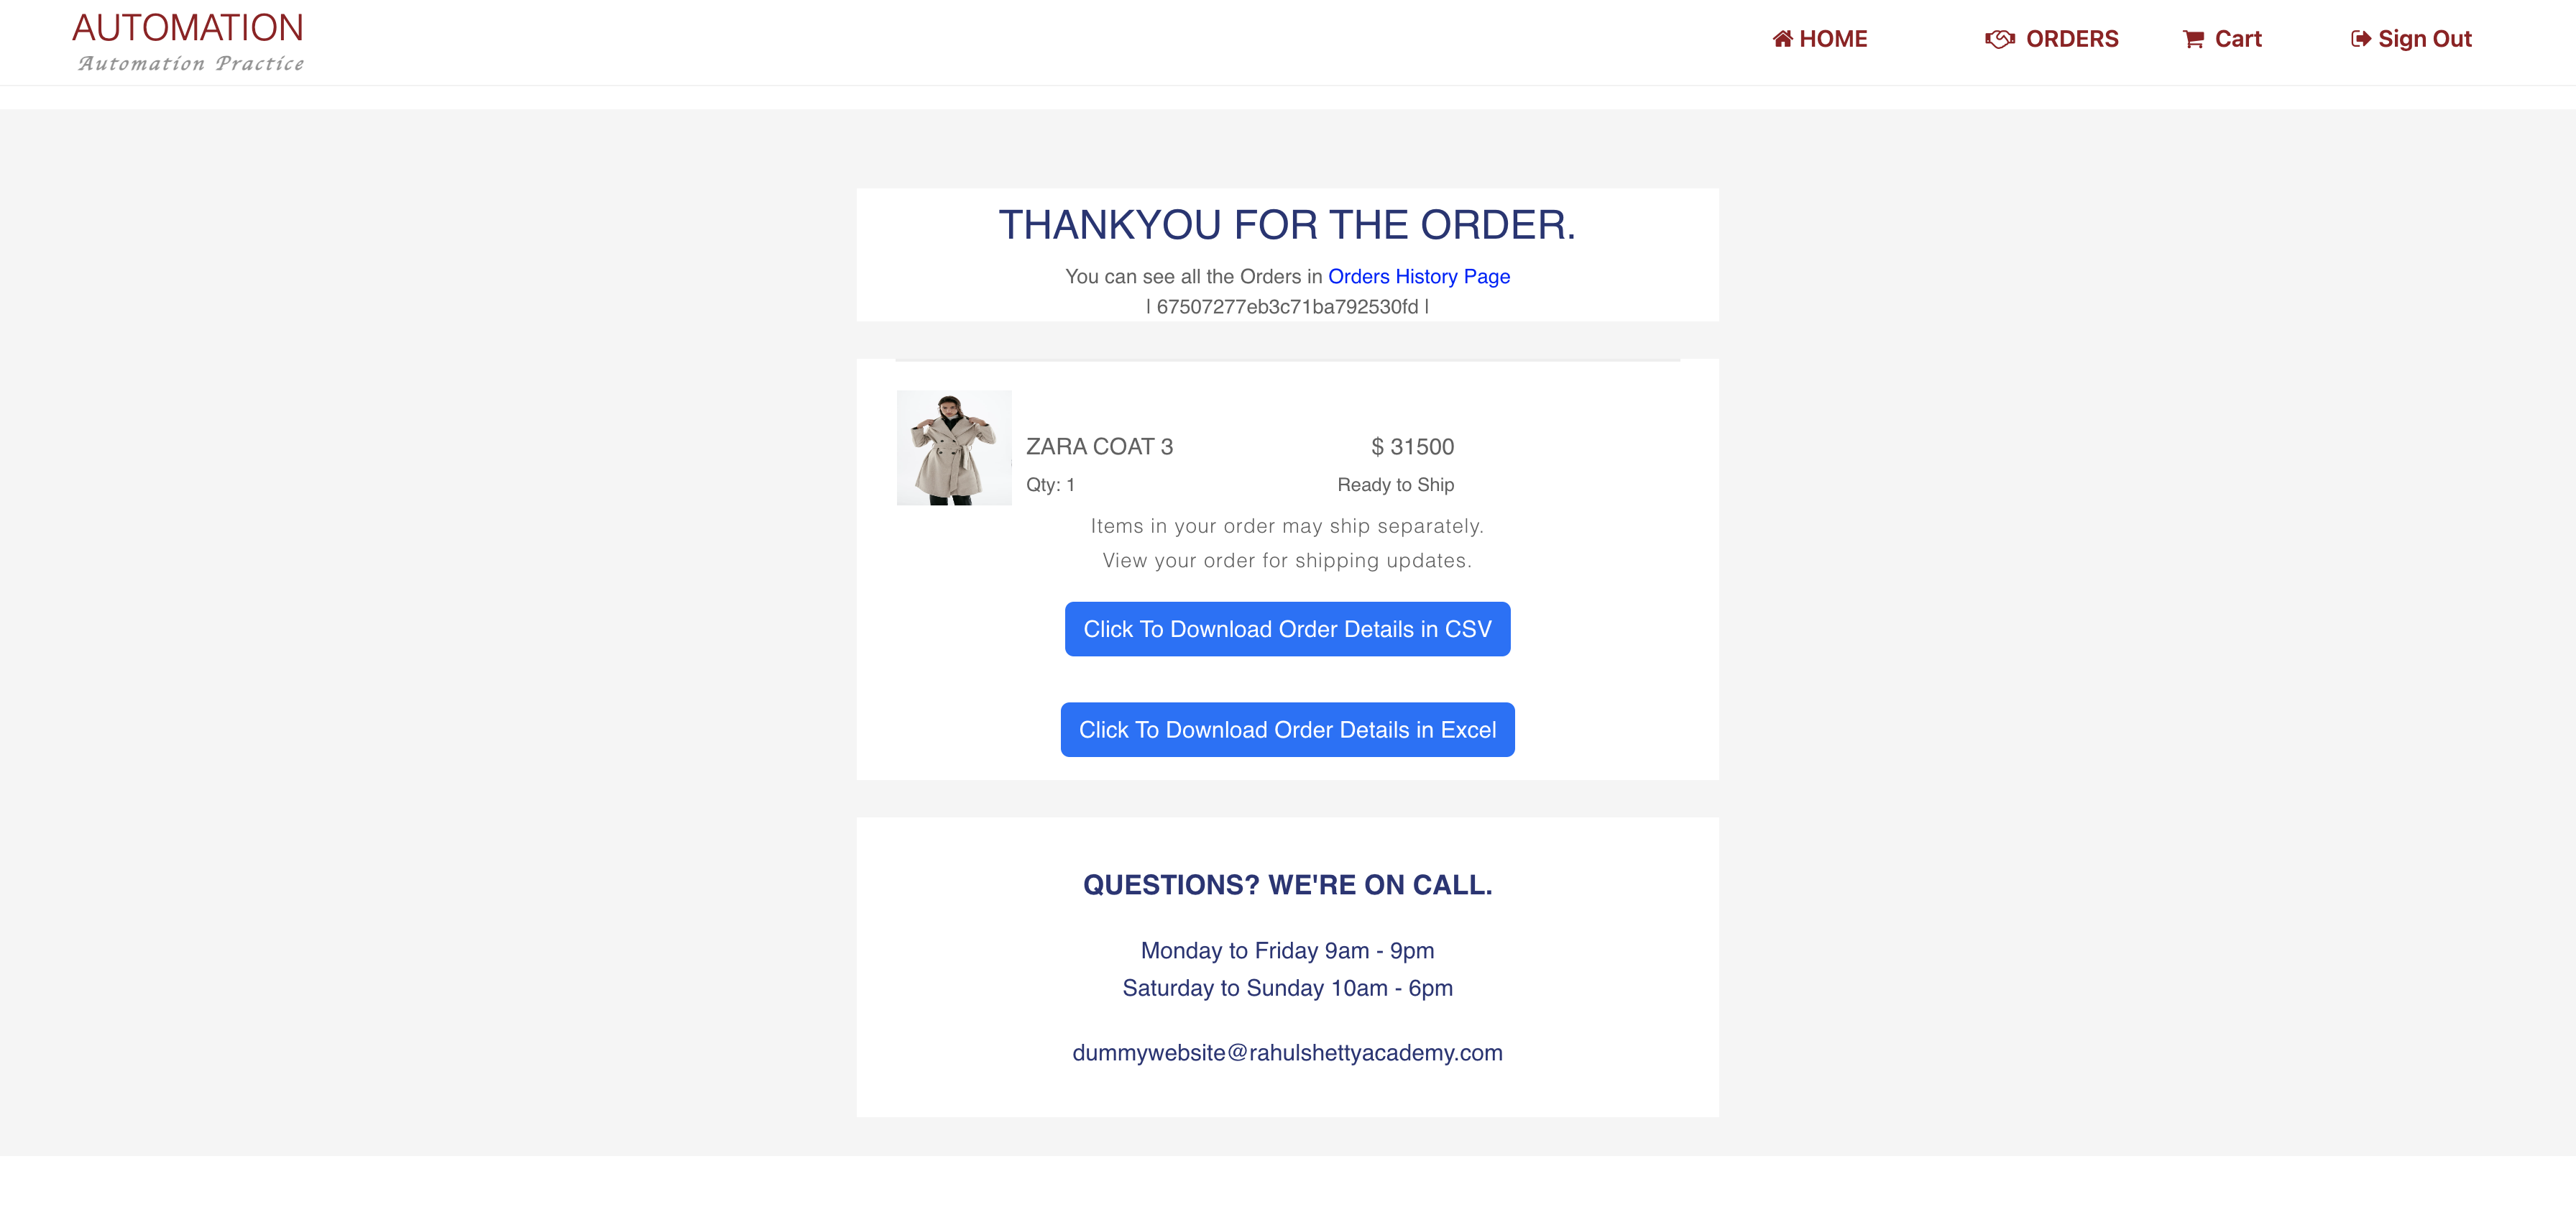 AUTOMATION
Automation Practice
HOME
ORDERS
Cart
Sign Out
THANKYOU FOR THE ORDER.
You can see all the Orders in Orders History Page
| 67507277eb3c71ba792530fd |
ZARA COAT 3
$ 31500
Qty: 1
Ready to Ship
Items in your order may ship separately.
View your order for shipping updates.
Click To Download Order Details in CSV
Click To Download Order Details in Excel
QUESTIONS? WE'RE ON CALL.
Monday to Friday 9am - 9pm
Saturday to Sunday 10am - 6pm
dummywebsite@rahulshettyacademy.com